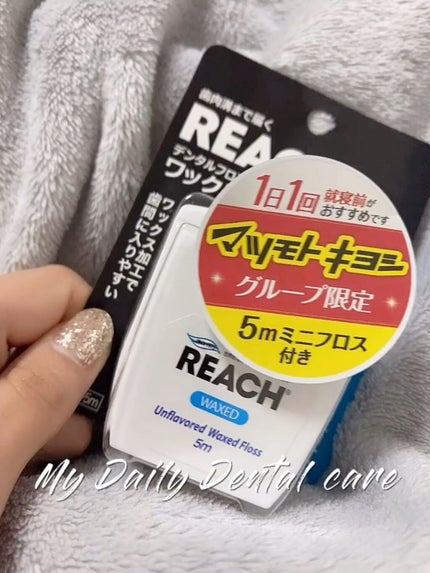 歯肉溝まで届く
REA
デンタルフロ
ワック
ワックス加工で
歯間に入りやすい
1日1回 就寝前が
おすすめです
マツモトキヨシ
グループ限定
5mミニフロス
付き
REACH®
WAXED
Unflavored Waxed Floss
5m
My Daily Dental care